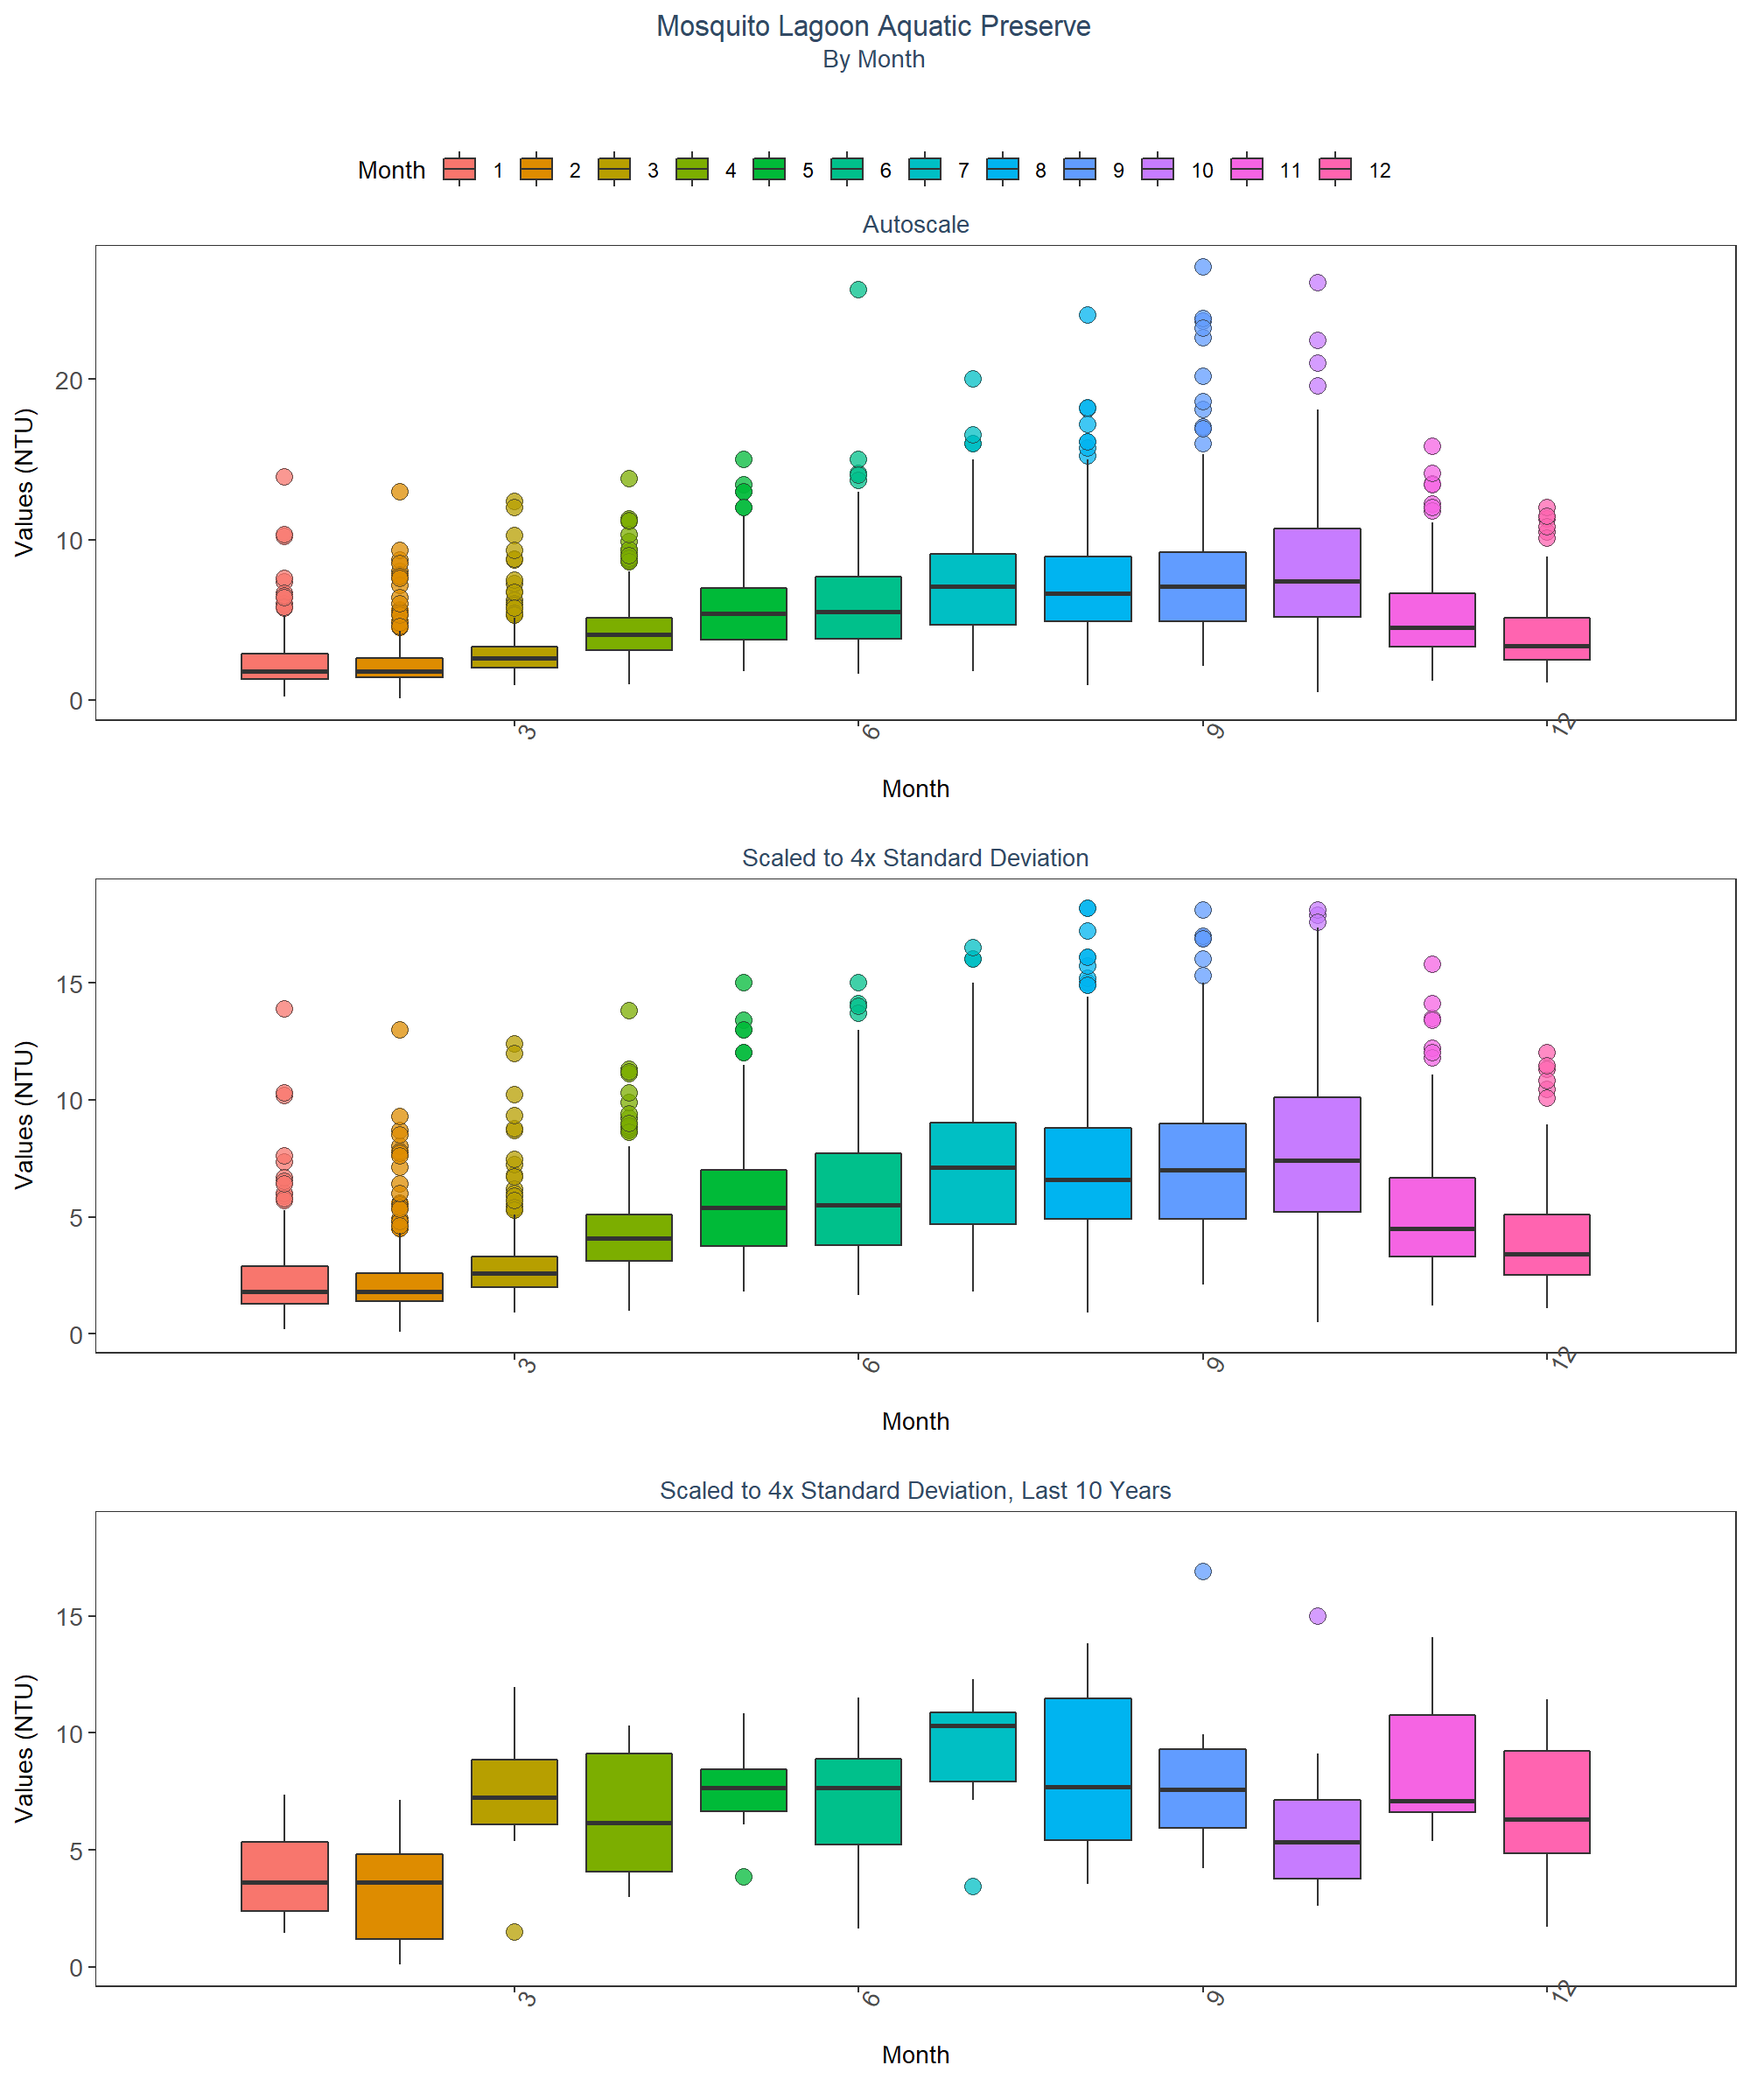 Mosquito Lagoon Aquatic Preserve
By Month
Month 1 2 3 4 5 6 7 8 9 10 11 12
Autoscale
Values (NTU)
20
10
0
3 6 9 12
Month
Scaled to 4x Standard Deviation
Values (NTU)
15
10
5
0
3 6 9 12
Month
Scaled to 4x Standard Deviation, Last 10 Years
Values (NTU)
15
10
5
0
3 6 9 12
Month